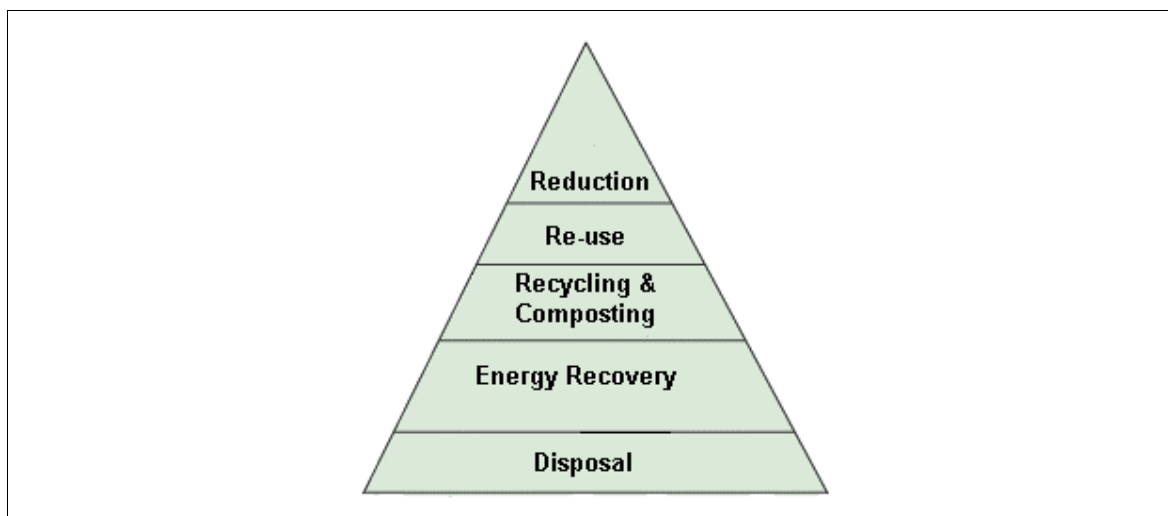 Reduction
Re-use
Recycling &
Composting
Energy Recovery
Disposal